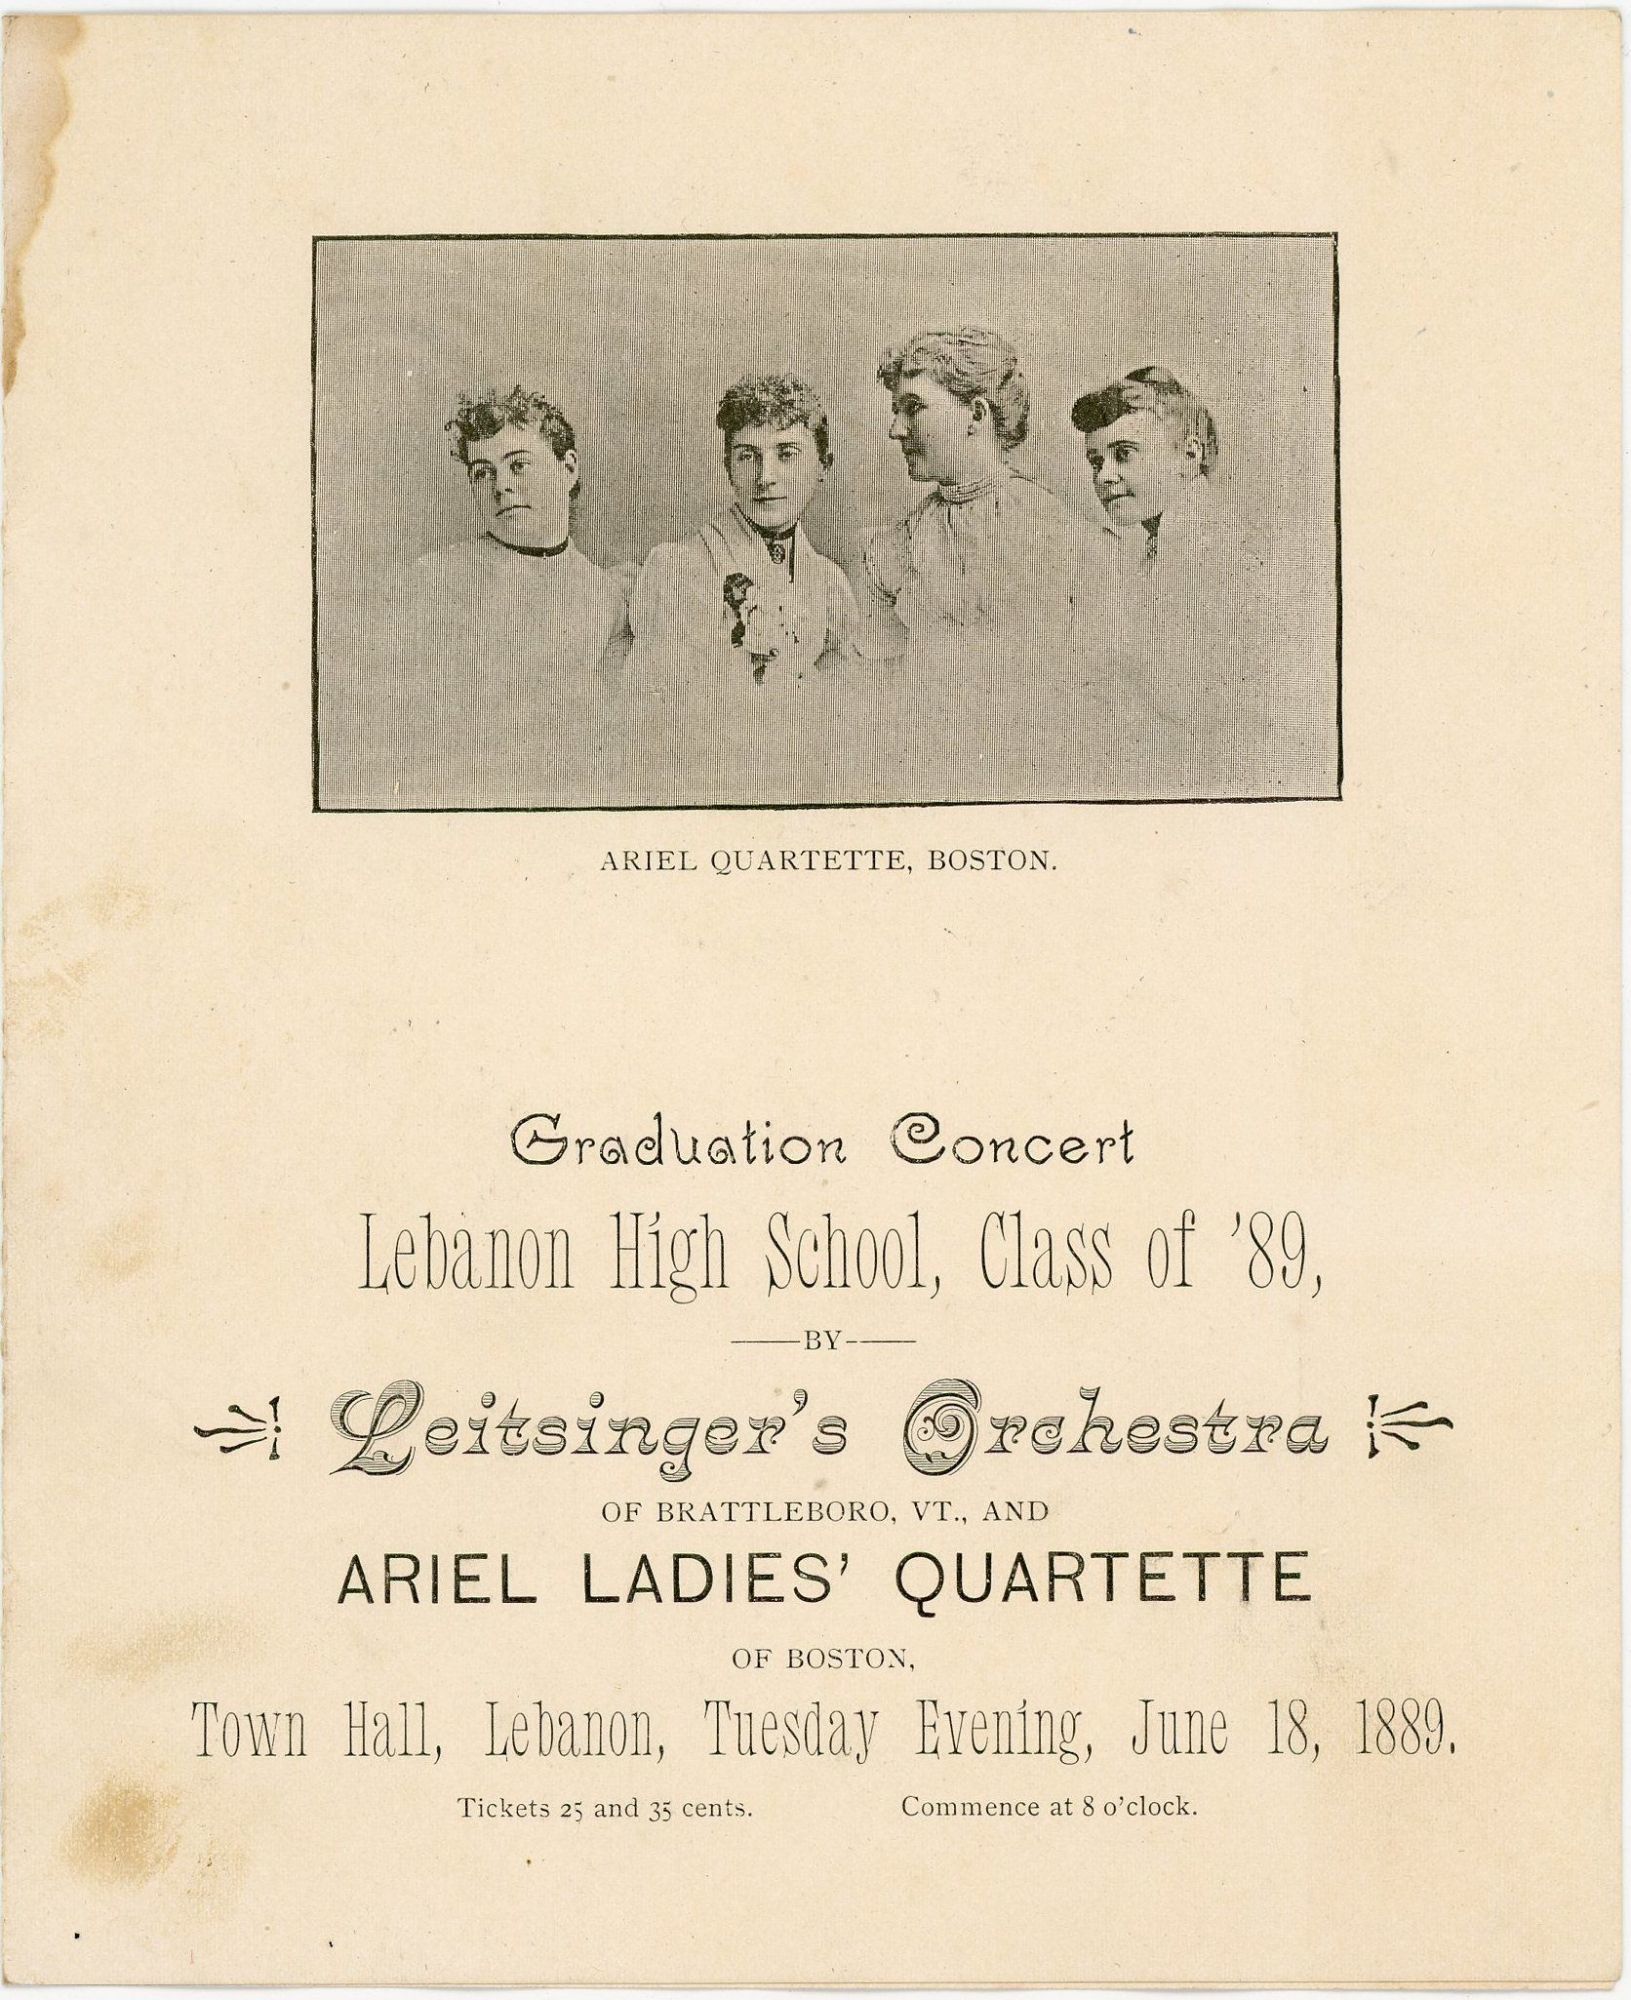 ARIEL QUARTETTE, BOSTON.
Graduation Concert
Lebanon High School, Class of '89,
BY
Leitsinger's Orchestra
OF BRATTLEBORO, VT., AND
ARIEL LADIES' QUARTETTE
OF BOSTON,
Town Hall, Lebanon, Tuesday Evening, June 18, 1889.
Tickets 25 and 35 cents. Commence at 8 o'clock.